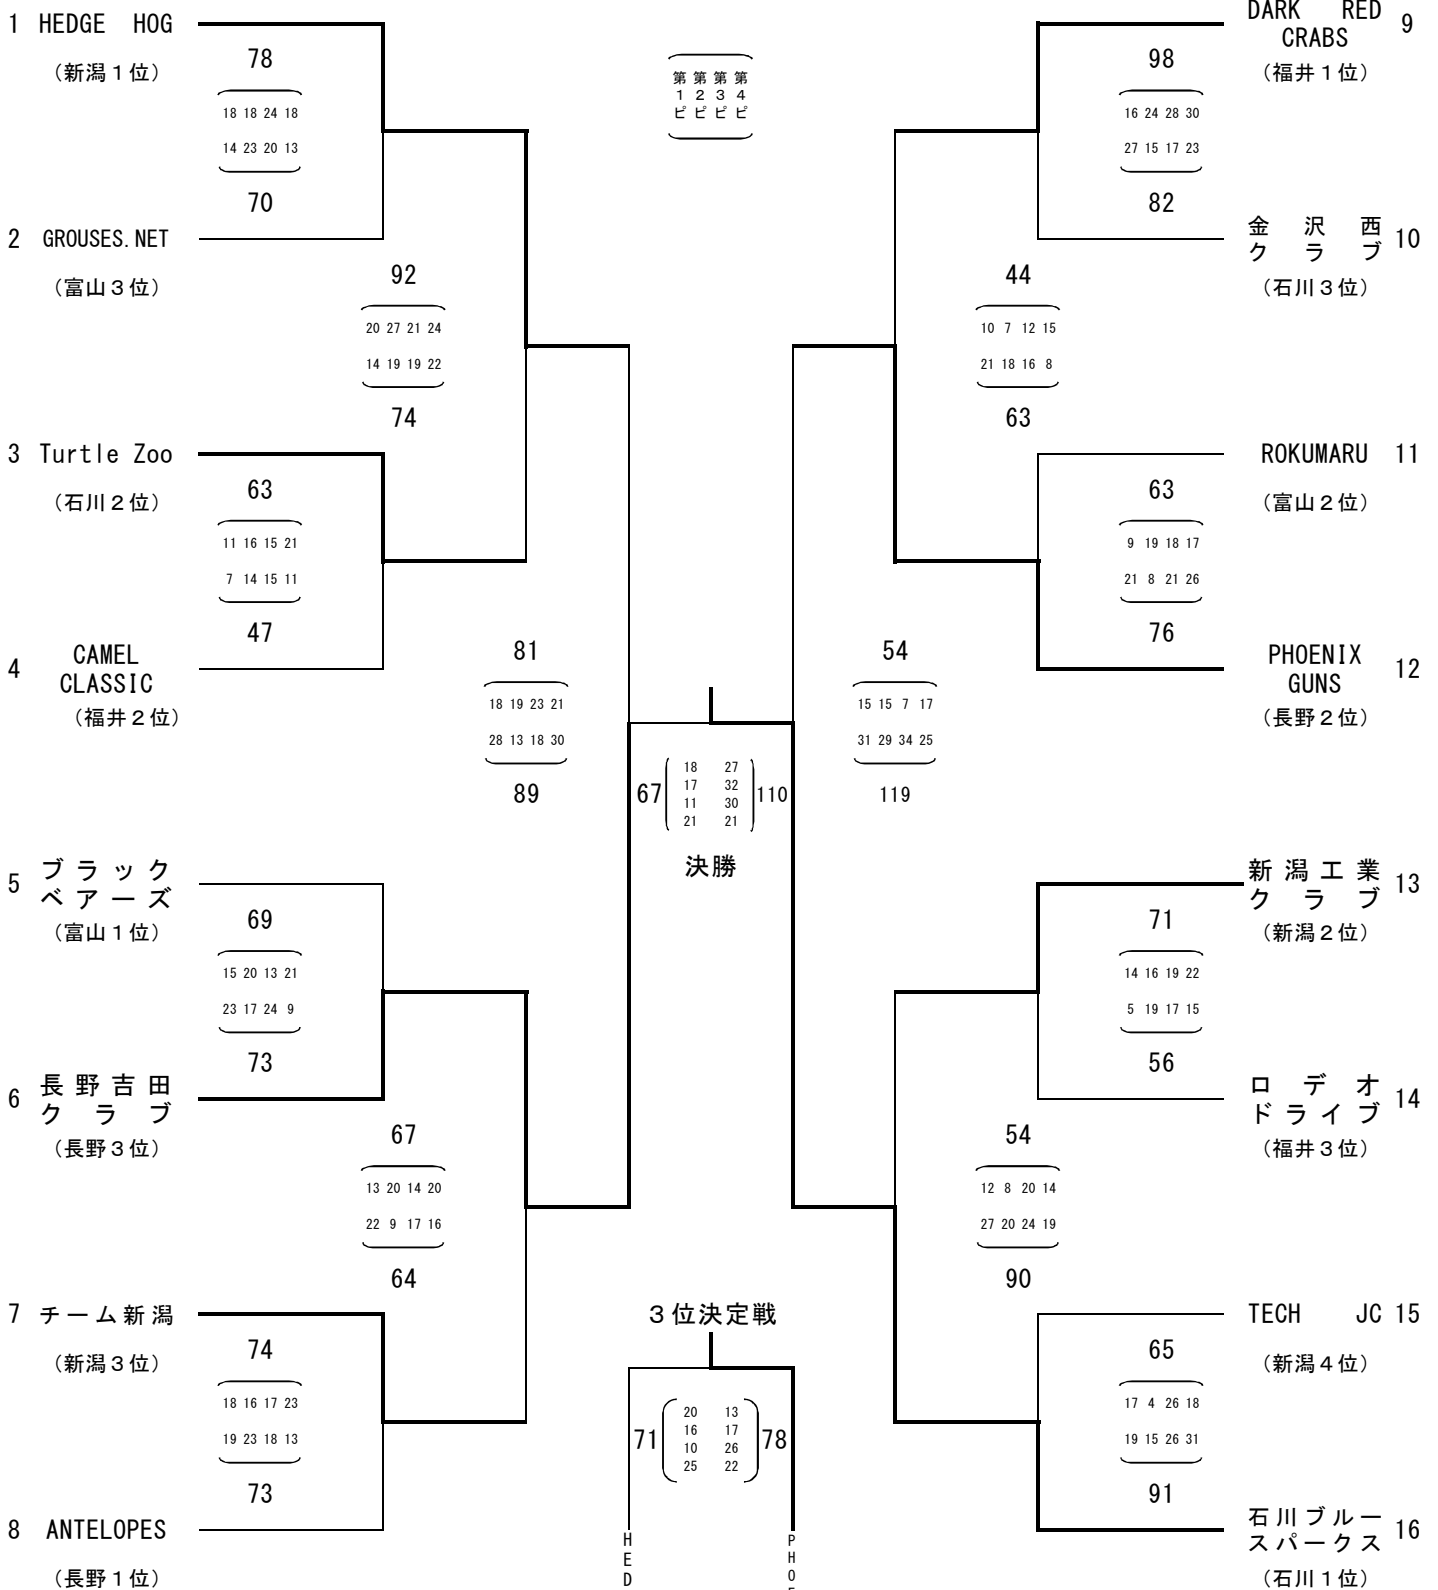 1 HEDGE HOG
（新潟１位）
78
18 18 24 18
14 23 20 13
70
2 GROUSES.NET
（富山３位）
92
20 27 21 24
14 19 19 22
74
3 Turtle Zoo
（石川２位）
63
11 16 15 21
7 14 15 11
47
4 CAMEL
CLASSIC
（福井２位）
81
18 19 23 21
28 13 18 30
89
5 ブラック
ベアーズ
（富山１位）
69
15 20 13 21
23 17 24 9
73
6 長野吉田
クラブ
（長野３位）
67
13 20 14 20
22 9 17 16
64
7 チーム新潟
（新潟３位）
74
18 16 17 23
19 23 18 13
73
8 ANTELOPES
（長野１位）
第１ピ
第２ピ
第３ピ
第４ピ
67
18 27
17 32
11 30
21 21
110
決勝
３位決定戦
71
20 13
16 17
10 26
25 22
78
HED
PHO
DARK RED
CRABS 9
（福井１位）
98
16 24 28 30
27 15 17 23
82
金沢西
クラブ 10
（石川３位）
44
10 7 12 15
21 18 16 8
63
ROKUMARU 11
（富山２位）
63
9 19 18 17
21 8 21 26
76
PHOENIX
GUNS 12
（長野２位）
54
15 15 7 17
31 29 34 25
119
新潟工業
クラブ 13
（新潟２位）
71
14 16 19 22
5 19 17 15
56
ロデオ
ドライブ 14
（福井３位）
54
12 8 20 14
27 20 24 19
90
TECH JC 15
（新潟４位）
65
17 4 26 18
19 15 26 31
91
石川ブルー
スパークス 16
（石川１位）